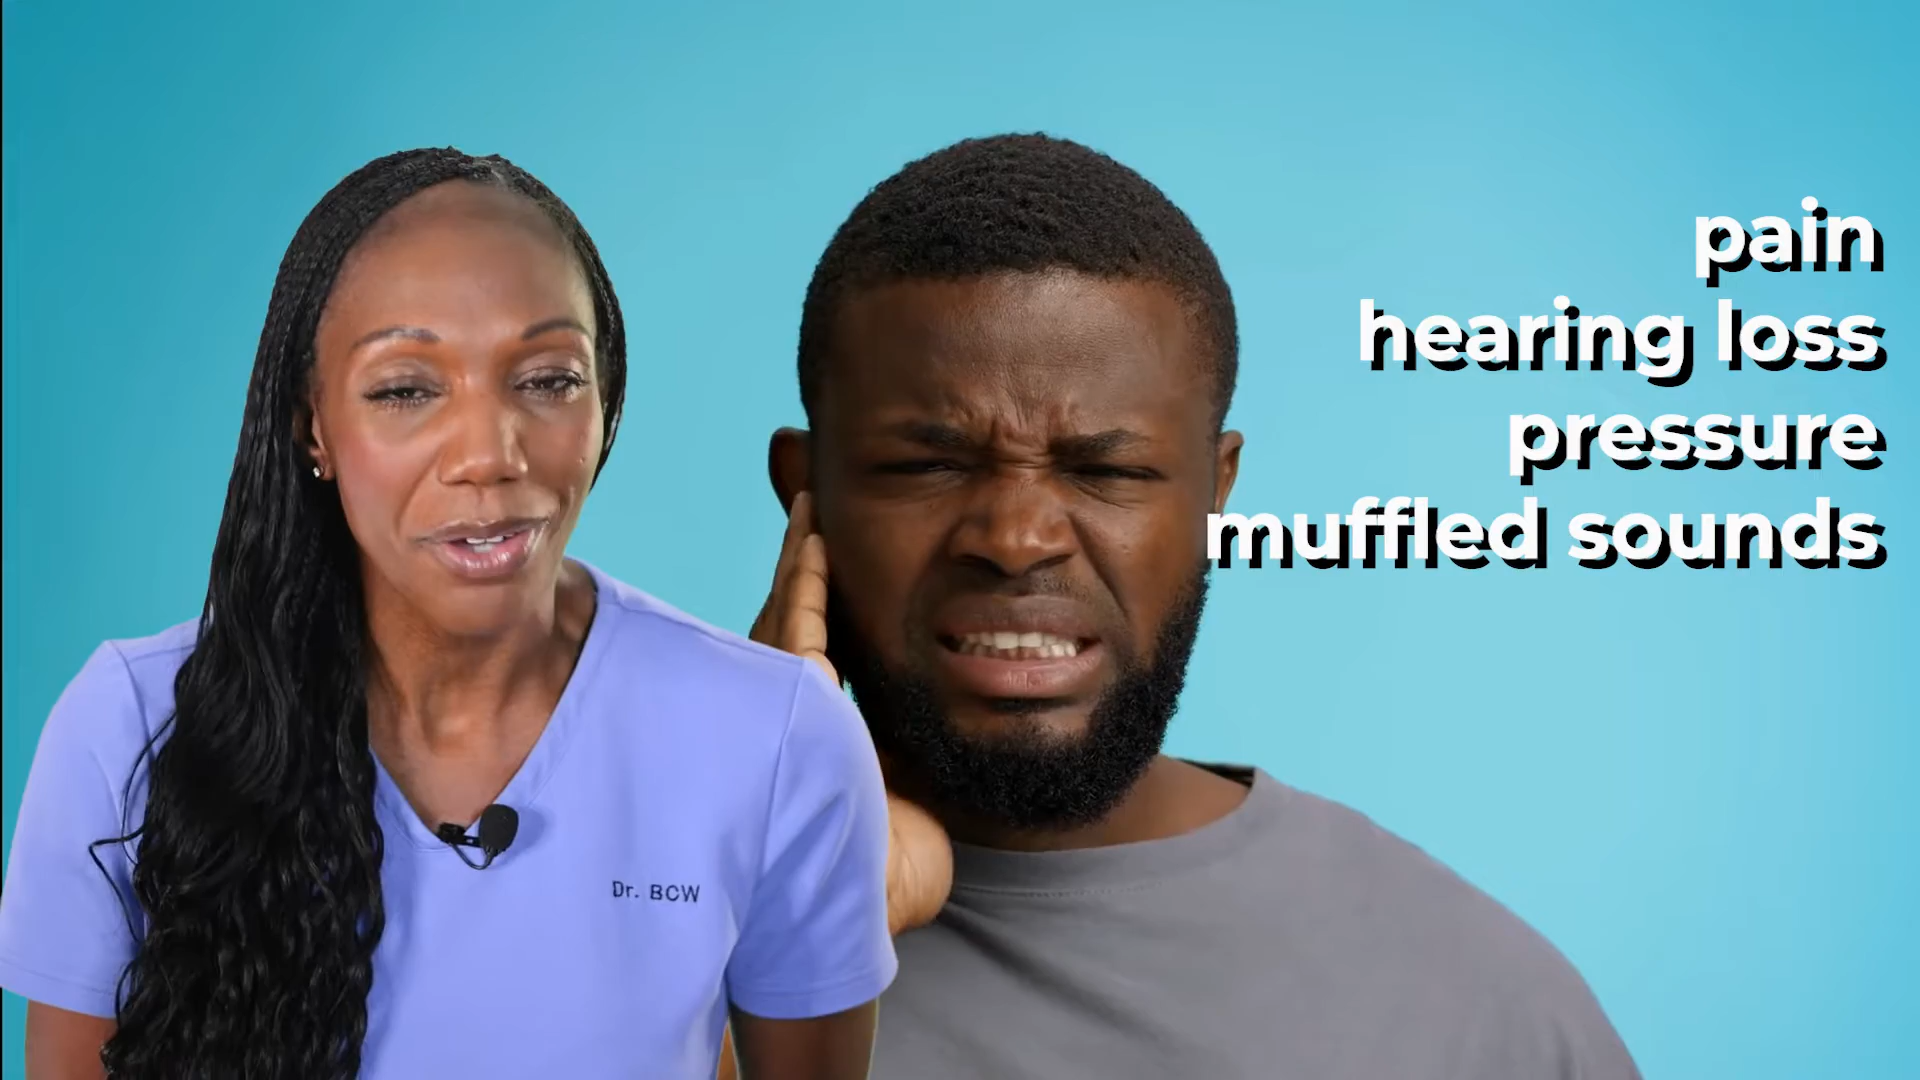 pain
hearing loss
pressure
muffled sounds
Dr. BCW